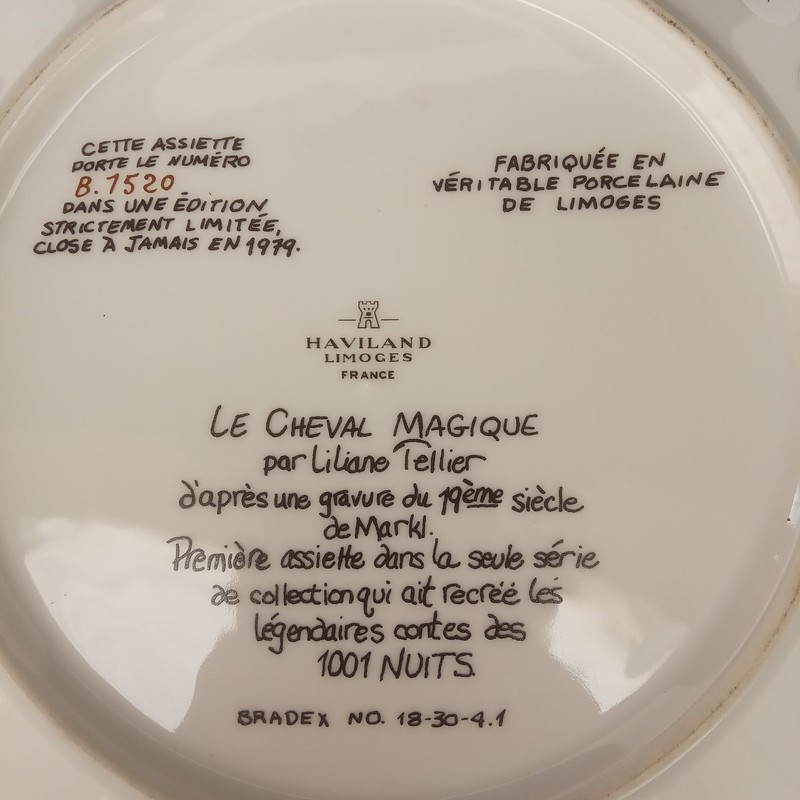 CETTE ASSIETTE
PORTE LE NUMÉRO
B.1520
DANS UNE ÉDITION
STRICTEMENT LIMITÉE,
CLOSE À JAMAIS EN 1979.
FABRIQUÉE EN
VÉRITABLE PORCELAINE
DE LIMOGES
HAVILAND
LIMOGES
FRANCE
LE CHEVAL MAGIQUE
par Liliane Tellier
d'après une gravure du 19ème siècle
de Markl.
Première assiette dans la seule série
de collection qui ait recréé les
légendaires contes des
1001 NUITS.
BRADEX NO. 18-30-4.1